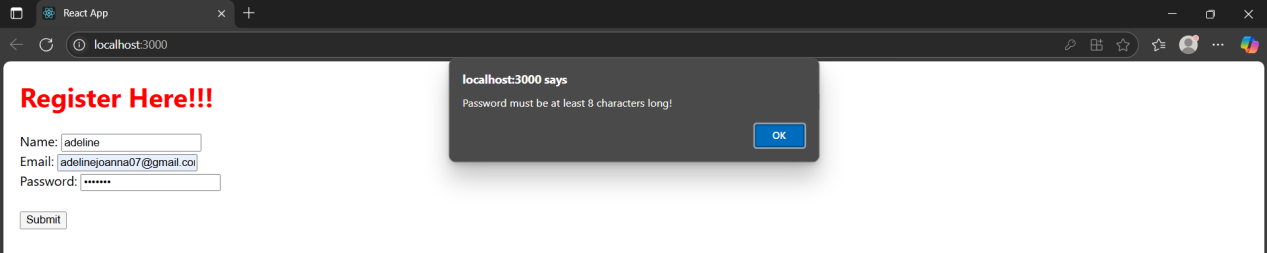 React App
localhost:3000
localhost:3000 says
Password must be at least 8 characters long!
OK
Register Here!!!
Name: adeline
Email: adelinejoanna07@gmail.co
Password: •••••••
Submit